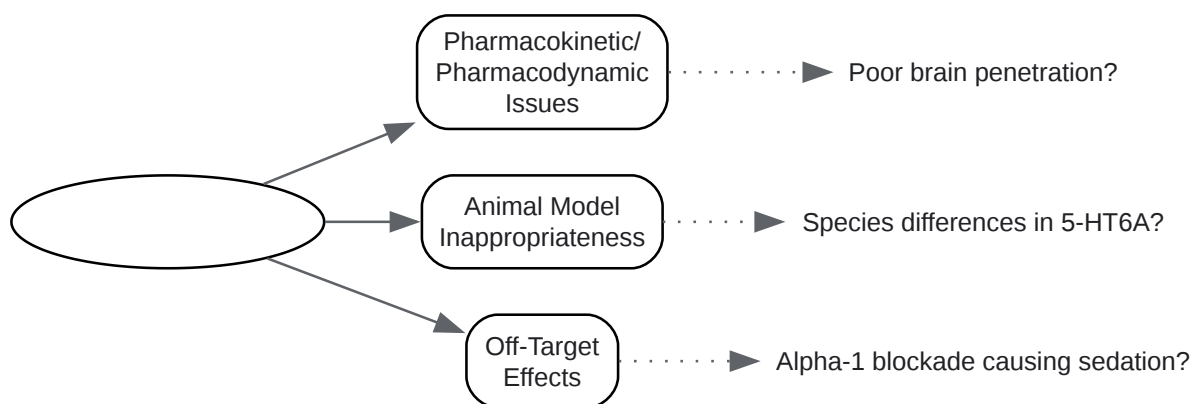 Pharmacokinetic/
Pharmacodynamic
Issues
Poor brain penetration?
Animal Model
Inappropriateness
Species differences in 5-HT6A?
Off-Target
Effects
Alpha-1 blockade causing sedation?